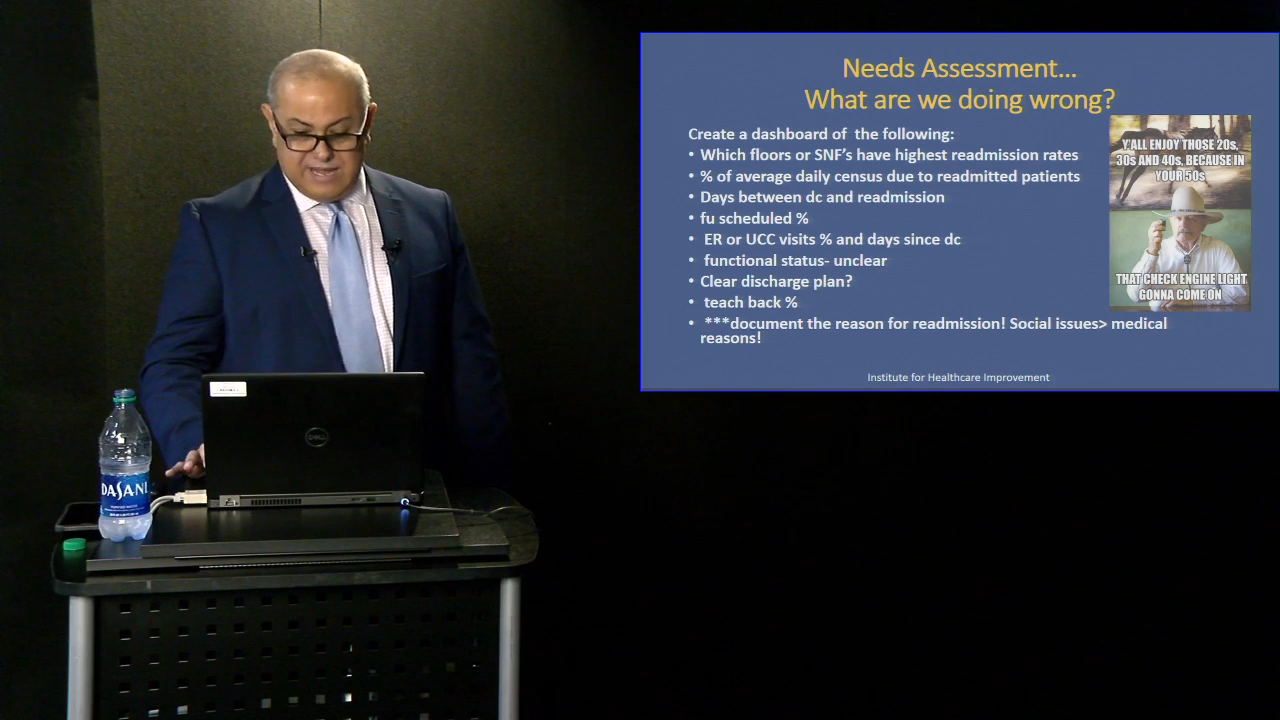 Needs Assessment...
What are we doing wrong?
Create a dashboard of the following:
• Which floors or SNF's have highest readmission rates
• % of average daily census due to readmitted patients
• Days between dc and readmission
• fu scheduled %
• ER or UCC visits % and days since dc
• functional status- unclear
• Clear discharge plan?
• teach back %
• ***document the reason for readmission! Social issues> medical
reasons!
Y'ALL ENJOY THOSE 20s,
30s AND 40s, BECAUSE IN
YOUR 50s
THAT CHECK ENGINE LIGHT
GONNA COME ON
Institute for Healthcare Improvement
DELL
DASANI